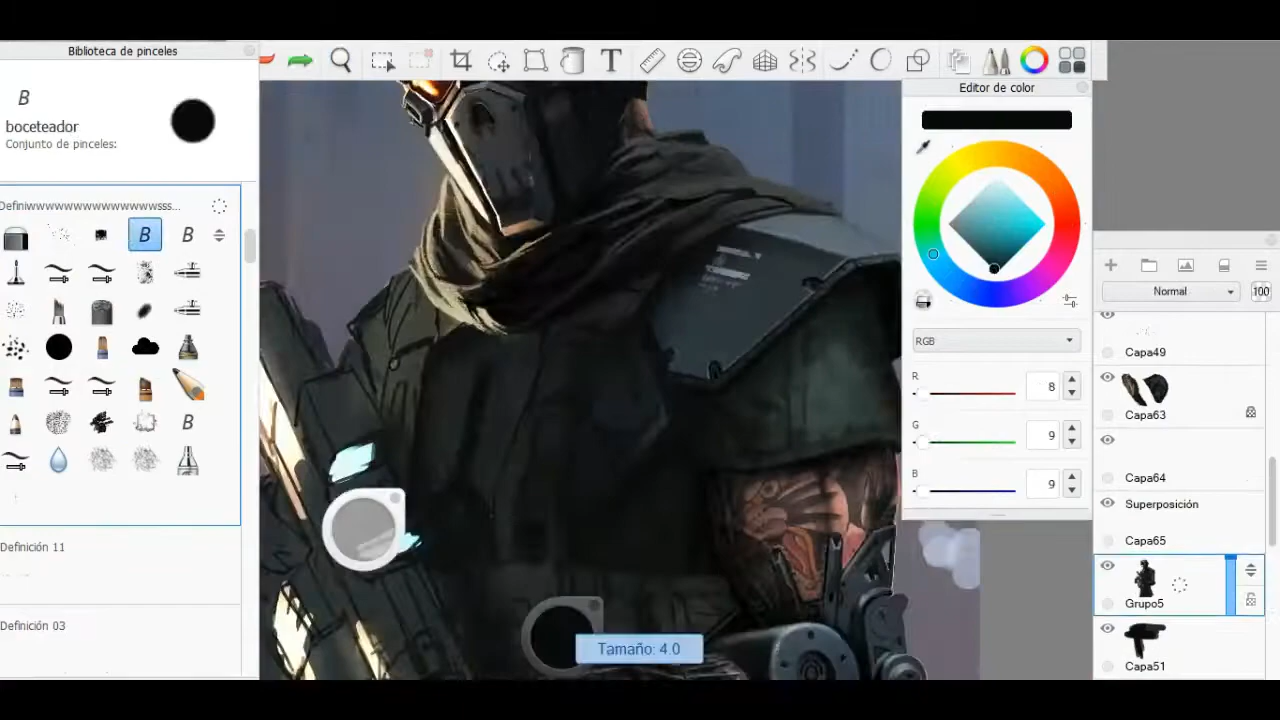 Biblioteca de pinceles
B
boceteador
Conjunto de pinceles:
Definiwwwwwwwwwwwwwwwsss...
B
B
B
Definición 11
Definición 03
T
Tamaño: 4.0
Editor de color
RGB
R
8
G
9
B
9
Normal
100
Capa49
Capa63
Capa64
Superposición
Capa65
Grupo5
Capa51